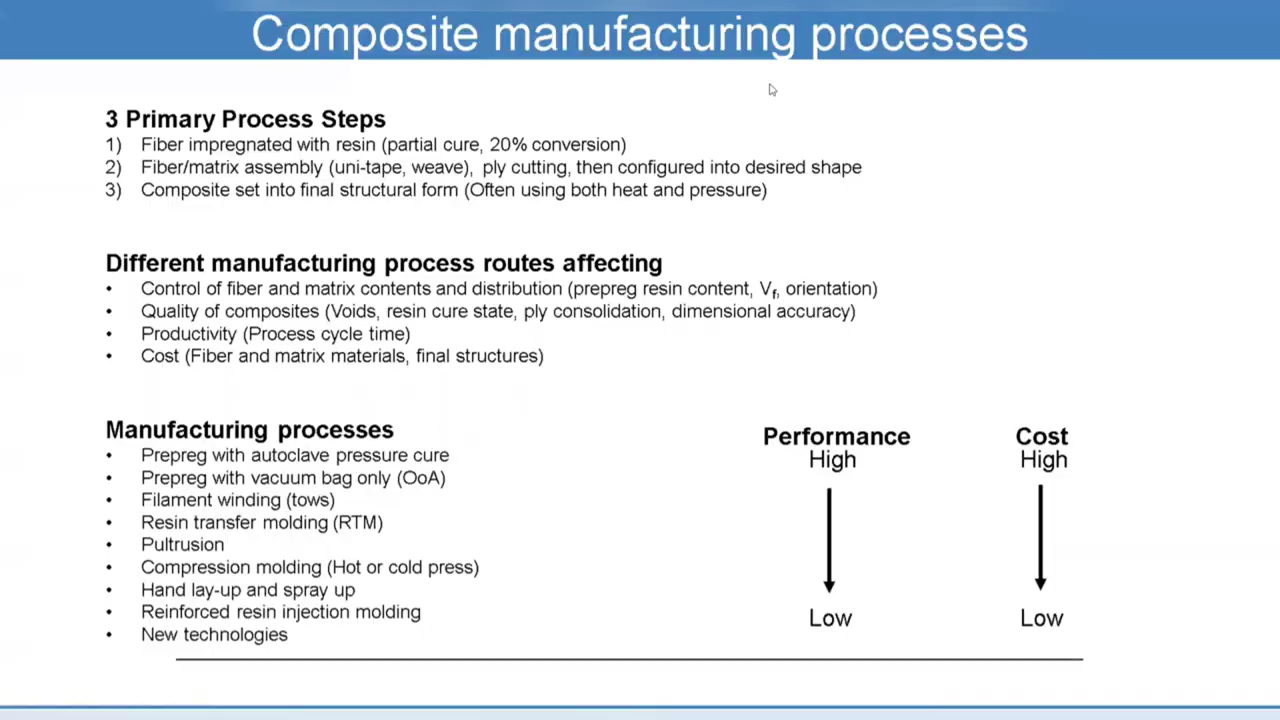 Composite manufacturing processes
3 Primary Process Steps
1) Fiber impregnated with resin (partial cure, 20% conversion)
2) Fiber/matrix assembly (uni-tape, weave), ply cutting, then configured into desired shape
3) Composite set into final structural form (Often using both heat and pressure)
Different manufacturing process routes affecting
• Control of fiber and matrix contents and distribution (prepreg resin content, Vf, orientation)
• Quality of composites (Voids, resin cure state, ply consolidation, dimensional accuracy)
• Productivity (Process cycle time)
• Cost (Fiber and matrix materials, final structures)
Manufacturing processes
• Prepreg with autoclave pressure cure
• Prepreg with vacuum bag only (OoA)
• Filament winding (tows)
• Resin transfer molding (RTM)
• Pultrusion
• Compression molding (Hot or cold press)
• Hand lay-up and spray up
• Reinforced resin injection molding
• New technologies
Performance
High
Low
Cost
High
Low